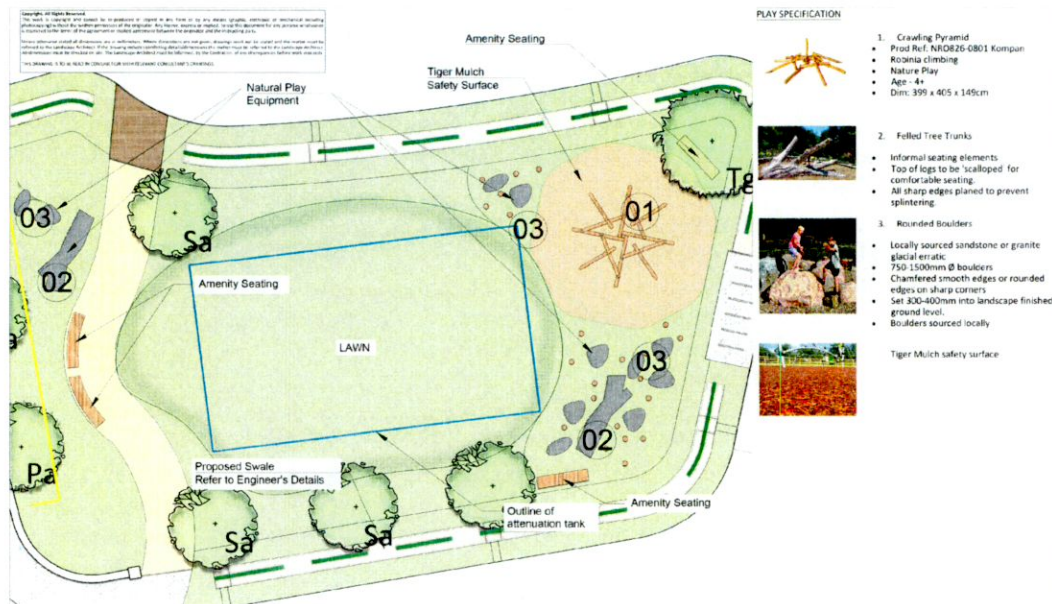 Copyright. All Rights Reserved.
PLAY SPECIFICATION
Amenity Seating
Tiger Mulch
Safety Surface
Natural Play
Equipment
1. Crawling Pyramid
• Prod Ref. NRO826-0801 Kompan
• Robinia climbing
• Nature Play
• Age - 4+
• Dim: 399 x 405 x 149cm
2. Felled Tree Trunks
• Informal seating elements
• Top of logs to be 'scalloped' for
comfortable seating.
• All sharp edges planed to prevent
splintering.
3. Rounded Boulders
• Locally sourced sandstone or granite
glacial erratic
• 750-1500mm Ø boulders
• Chamfered smooth edges or rounded
edges on sharp corners
• Set 300-400mm into landscape finished
ground level.
• Boulders sourced locally
Tiger Mulch safety surface
Tg
03
Sa
03
01
02
Amenity Seating
LAWN
03
02
Pa
Proposed Swale
Refer to Engineer's Details
Outline of
attenuation tank
Amenity Seating
Sa
Sa